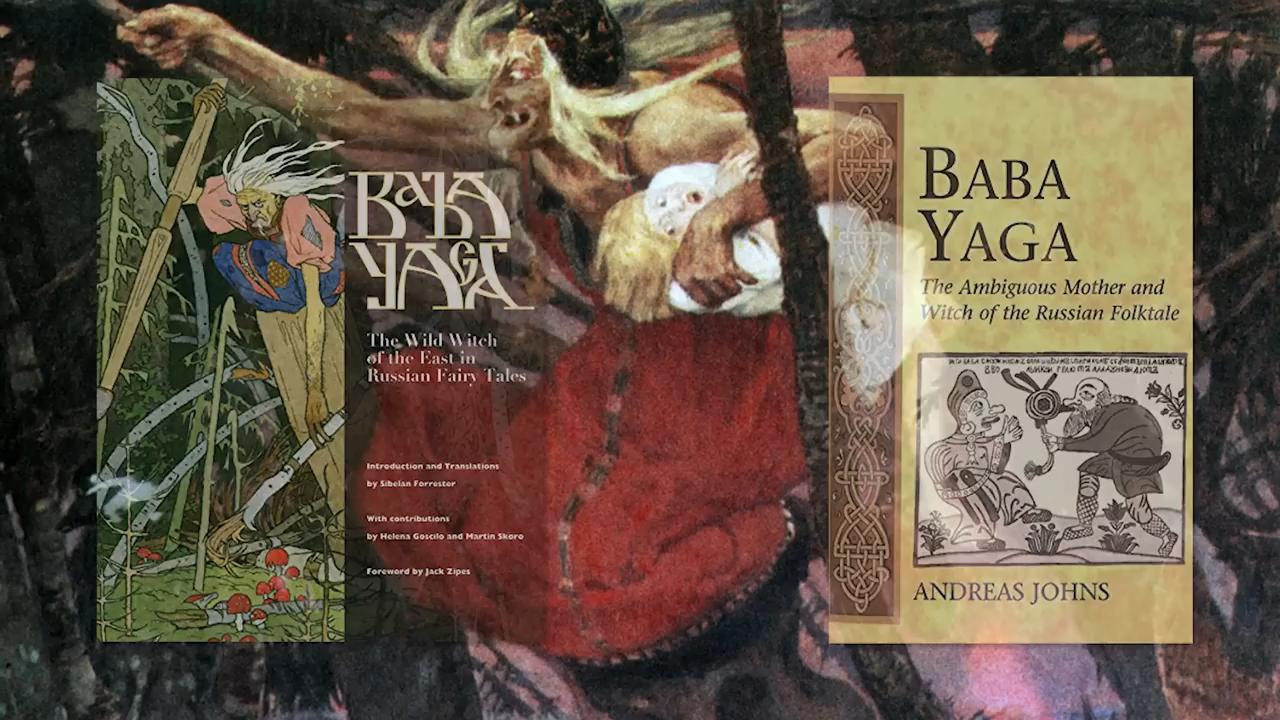 BaBA
YAGA
The Wild Witch
of the East in
Russian Fairy Tales
Introduction and Translations
by Sibelan Forrester
With contributions
by Helena Goscilo and Martin Skoro
Foreword by Jack Zipes
BABA
YAGA
The Ambiguous Mother and
Witch of the Russian Folktale
ANDREAS JOHNS